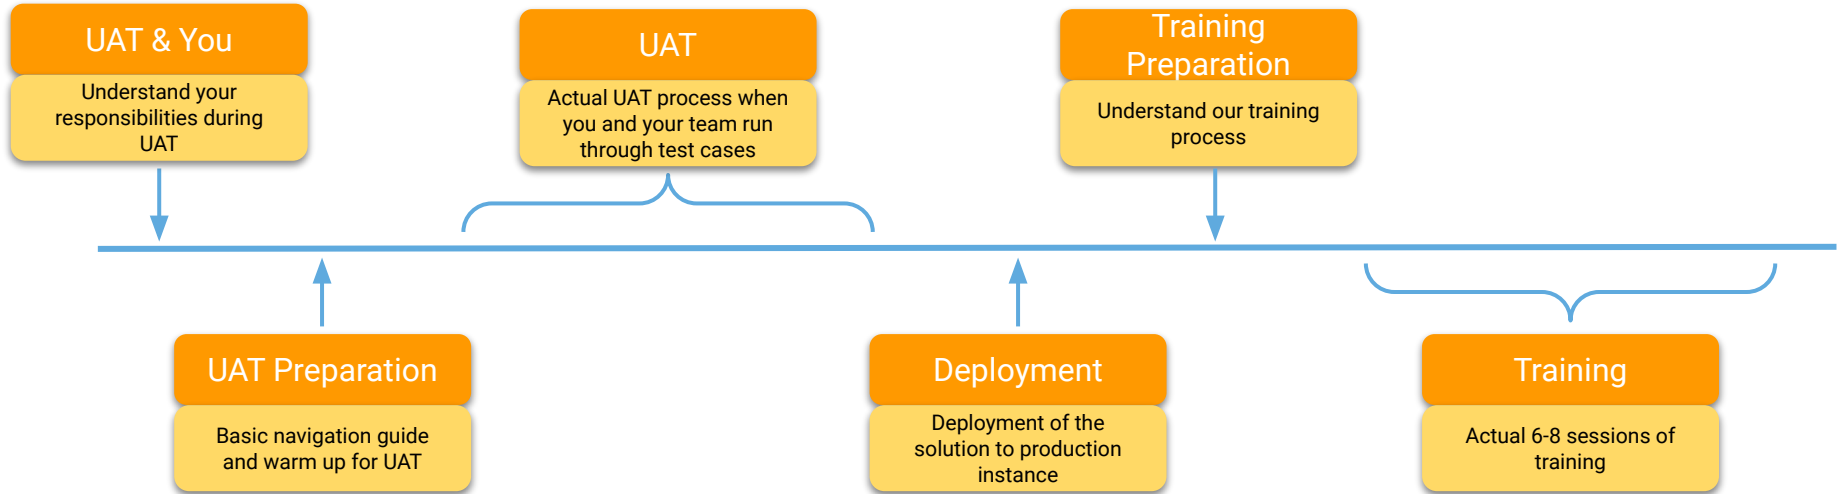 UAT & You
Understand your
responsibilities during
UAT
UAT
Actual UAT process when
you and your team run
through test cases
Training
Preparation
Understand our training
process
UAT Preparation
Basic navigation guide
and warm up for UAT
Deployment
Deployment of the
solution to production
instance
Training
Actual 6-8 sessions of
training